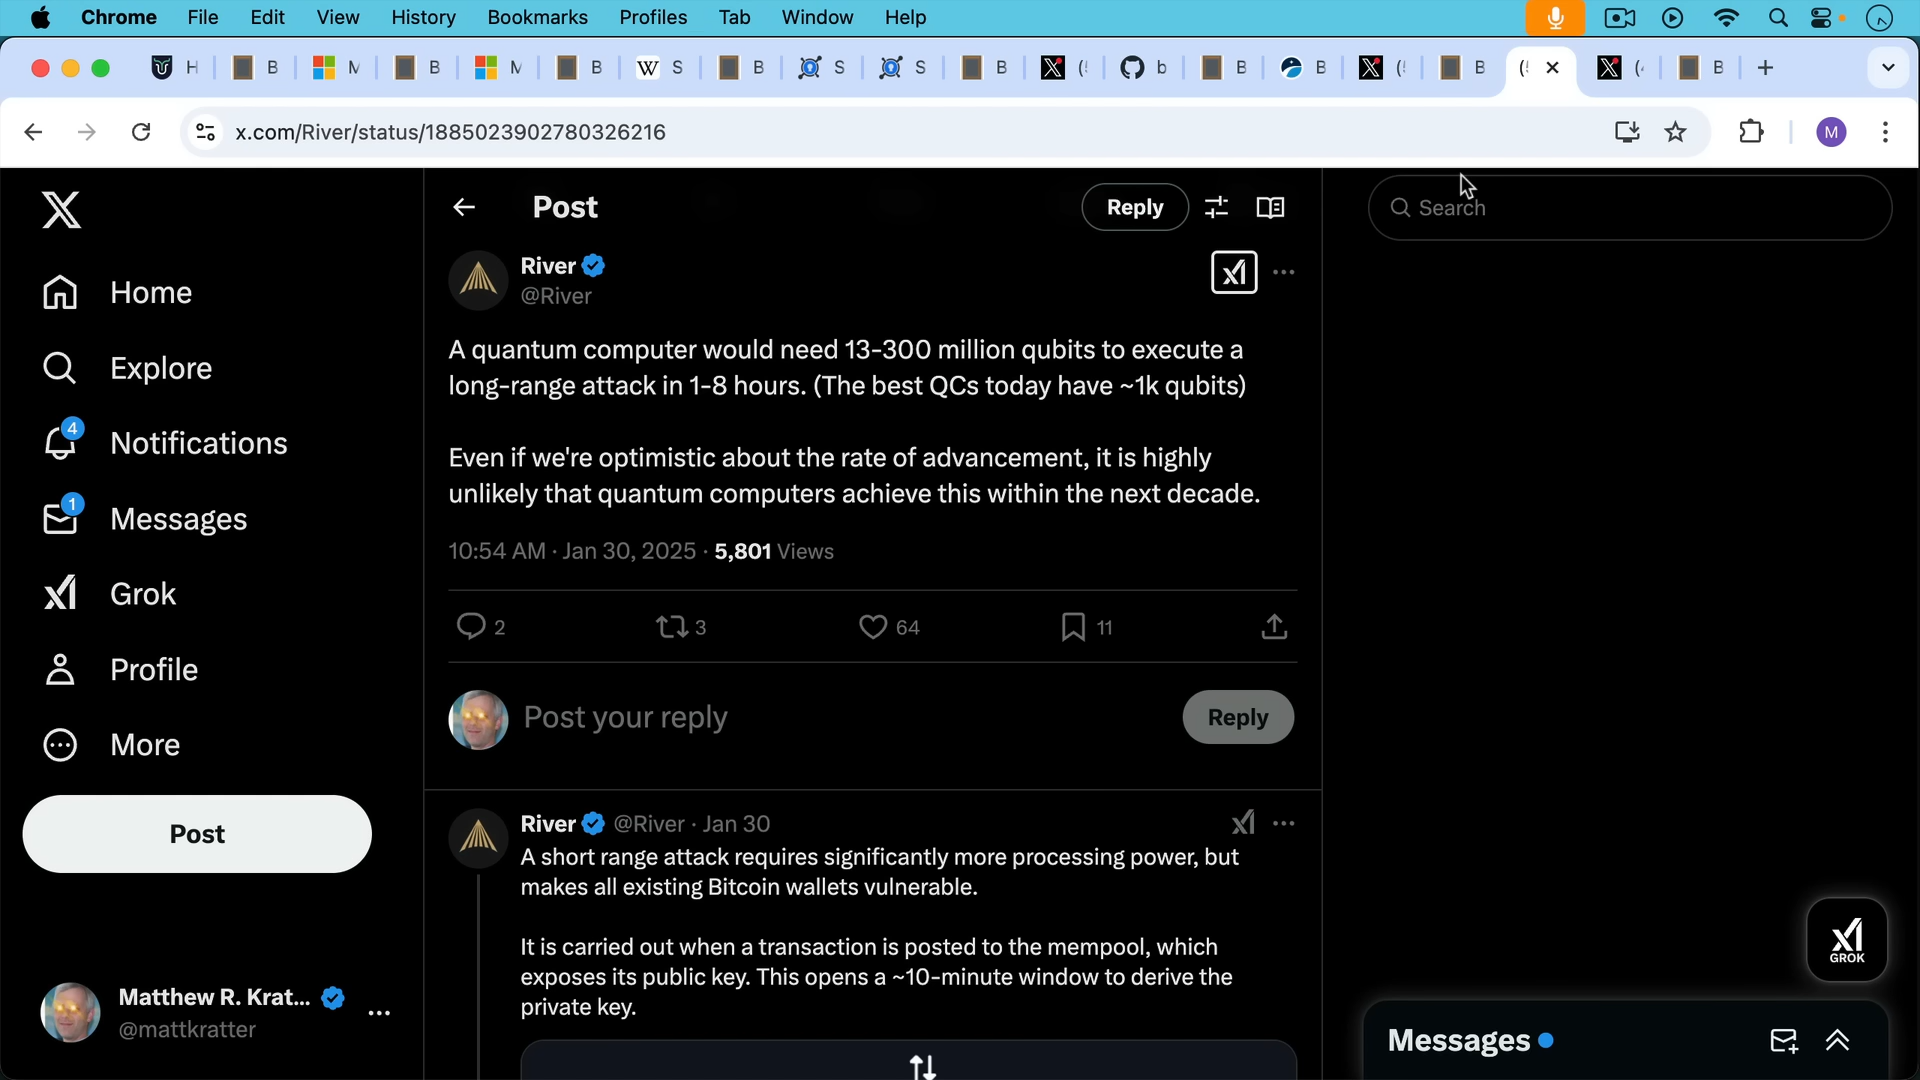 Chrome File Edit View History Bookmarks Profiles Tab Window Help
H B M B M B W S B S S B ( b B B ( B ( ( B
x.com/River/status/1885023902780326216
M
Post
Reply
Search
River
@River
A quantum computer would need 13-300 million qubits to execute a
long-range attack in 1-8 hours. (The best QCs today have ~1k qubits)
Even if we're optimistic about the rate of advancement, it is highly
unlikely that quantum computers achieve this within the next decade.
10:54 AM · Jan 30, 2025 · 5,801 Views
2 3 64 11
Post your reply
Reply
River @River · Jan 30
A short range attack requires significantly more processing power, but
makes all existing Bitcoin wallets vulnerable.
It is carried out when a transaction is posted to the mempool, which
exposes its public key. This opens a ~10-minute window to derive the
private key.
Home
Explore
4
Notifications
1
Messages
Grok
Profile
More
Post
Matthew R. Krat...
@mattkratter
GROK
Messages